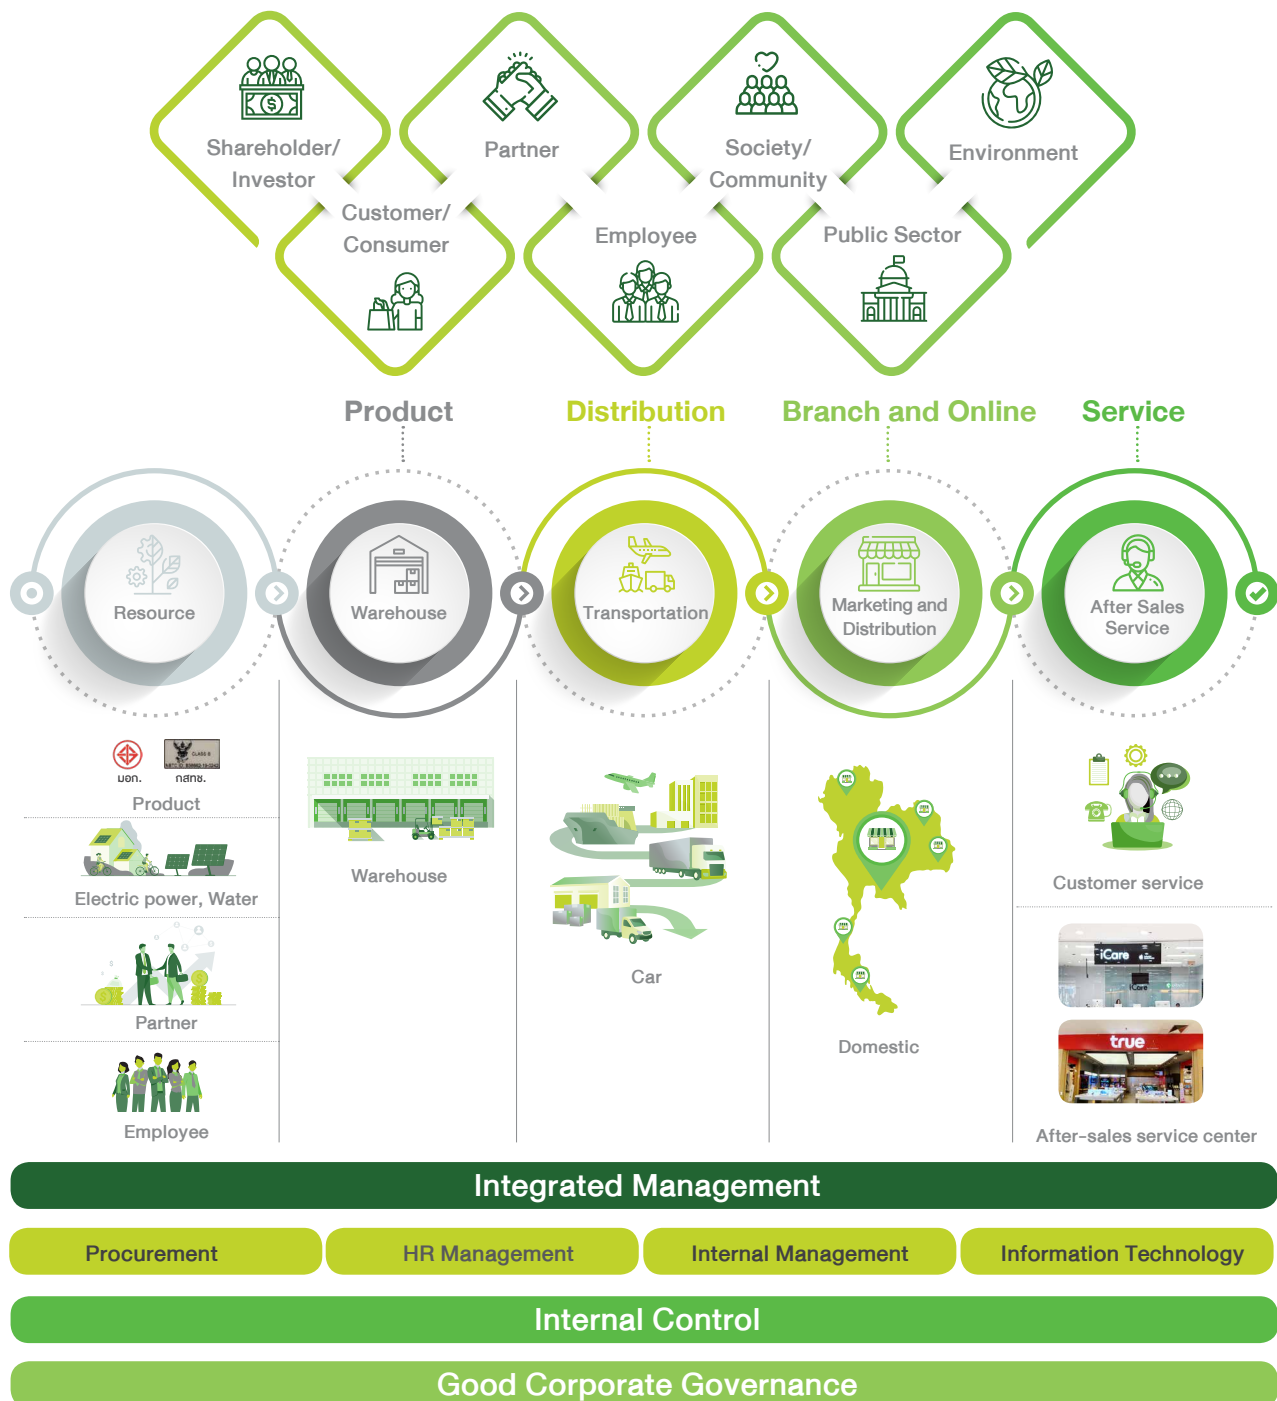 Shareholder/
Investor
Partner
Society/
Community
Environment
Customer/
Consumer
Employee
Public Sector
Product
Distribution
Branch and Online
Service
Resource
Warehouse
Transportation
Marketing and
Distribution
After Sales
Service
มอก.
CLASS B
กสทช.
Product
Electric power, Water
Partner
Employee
Warehouse
Car
Domestic
Customer service
iCare
iCare
true
After-sales service center
Integrated Management
Procurement
HR Management
Internal Management
Information Technology
Internal Control
Good Corporate Governance